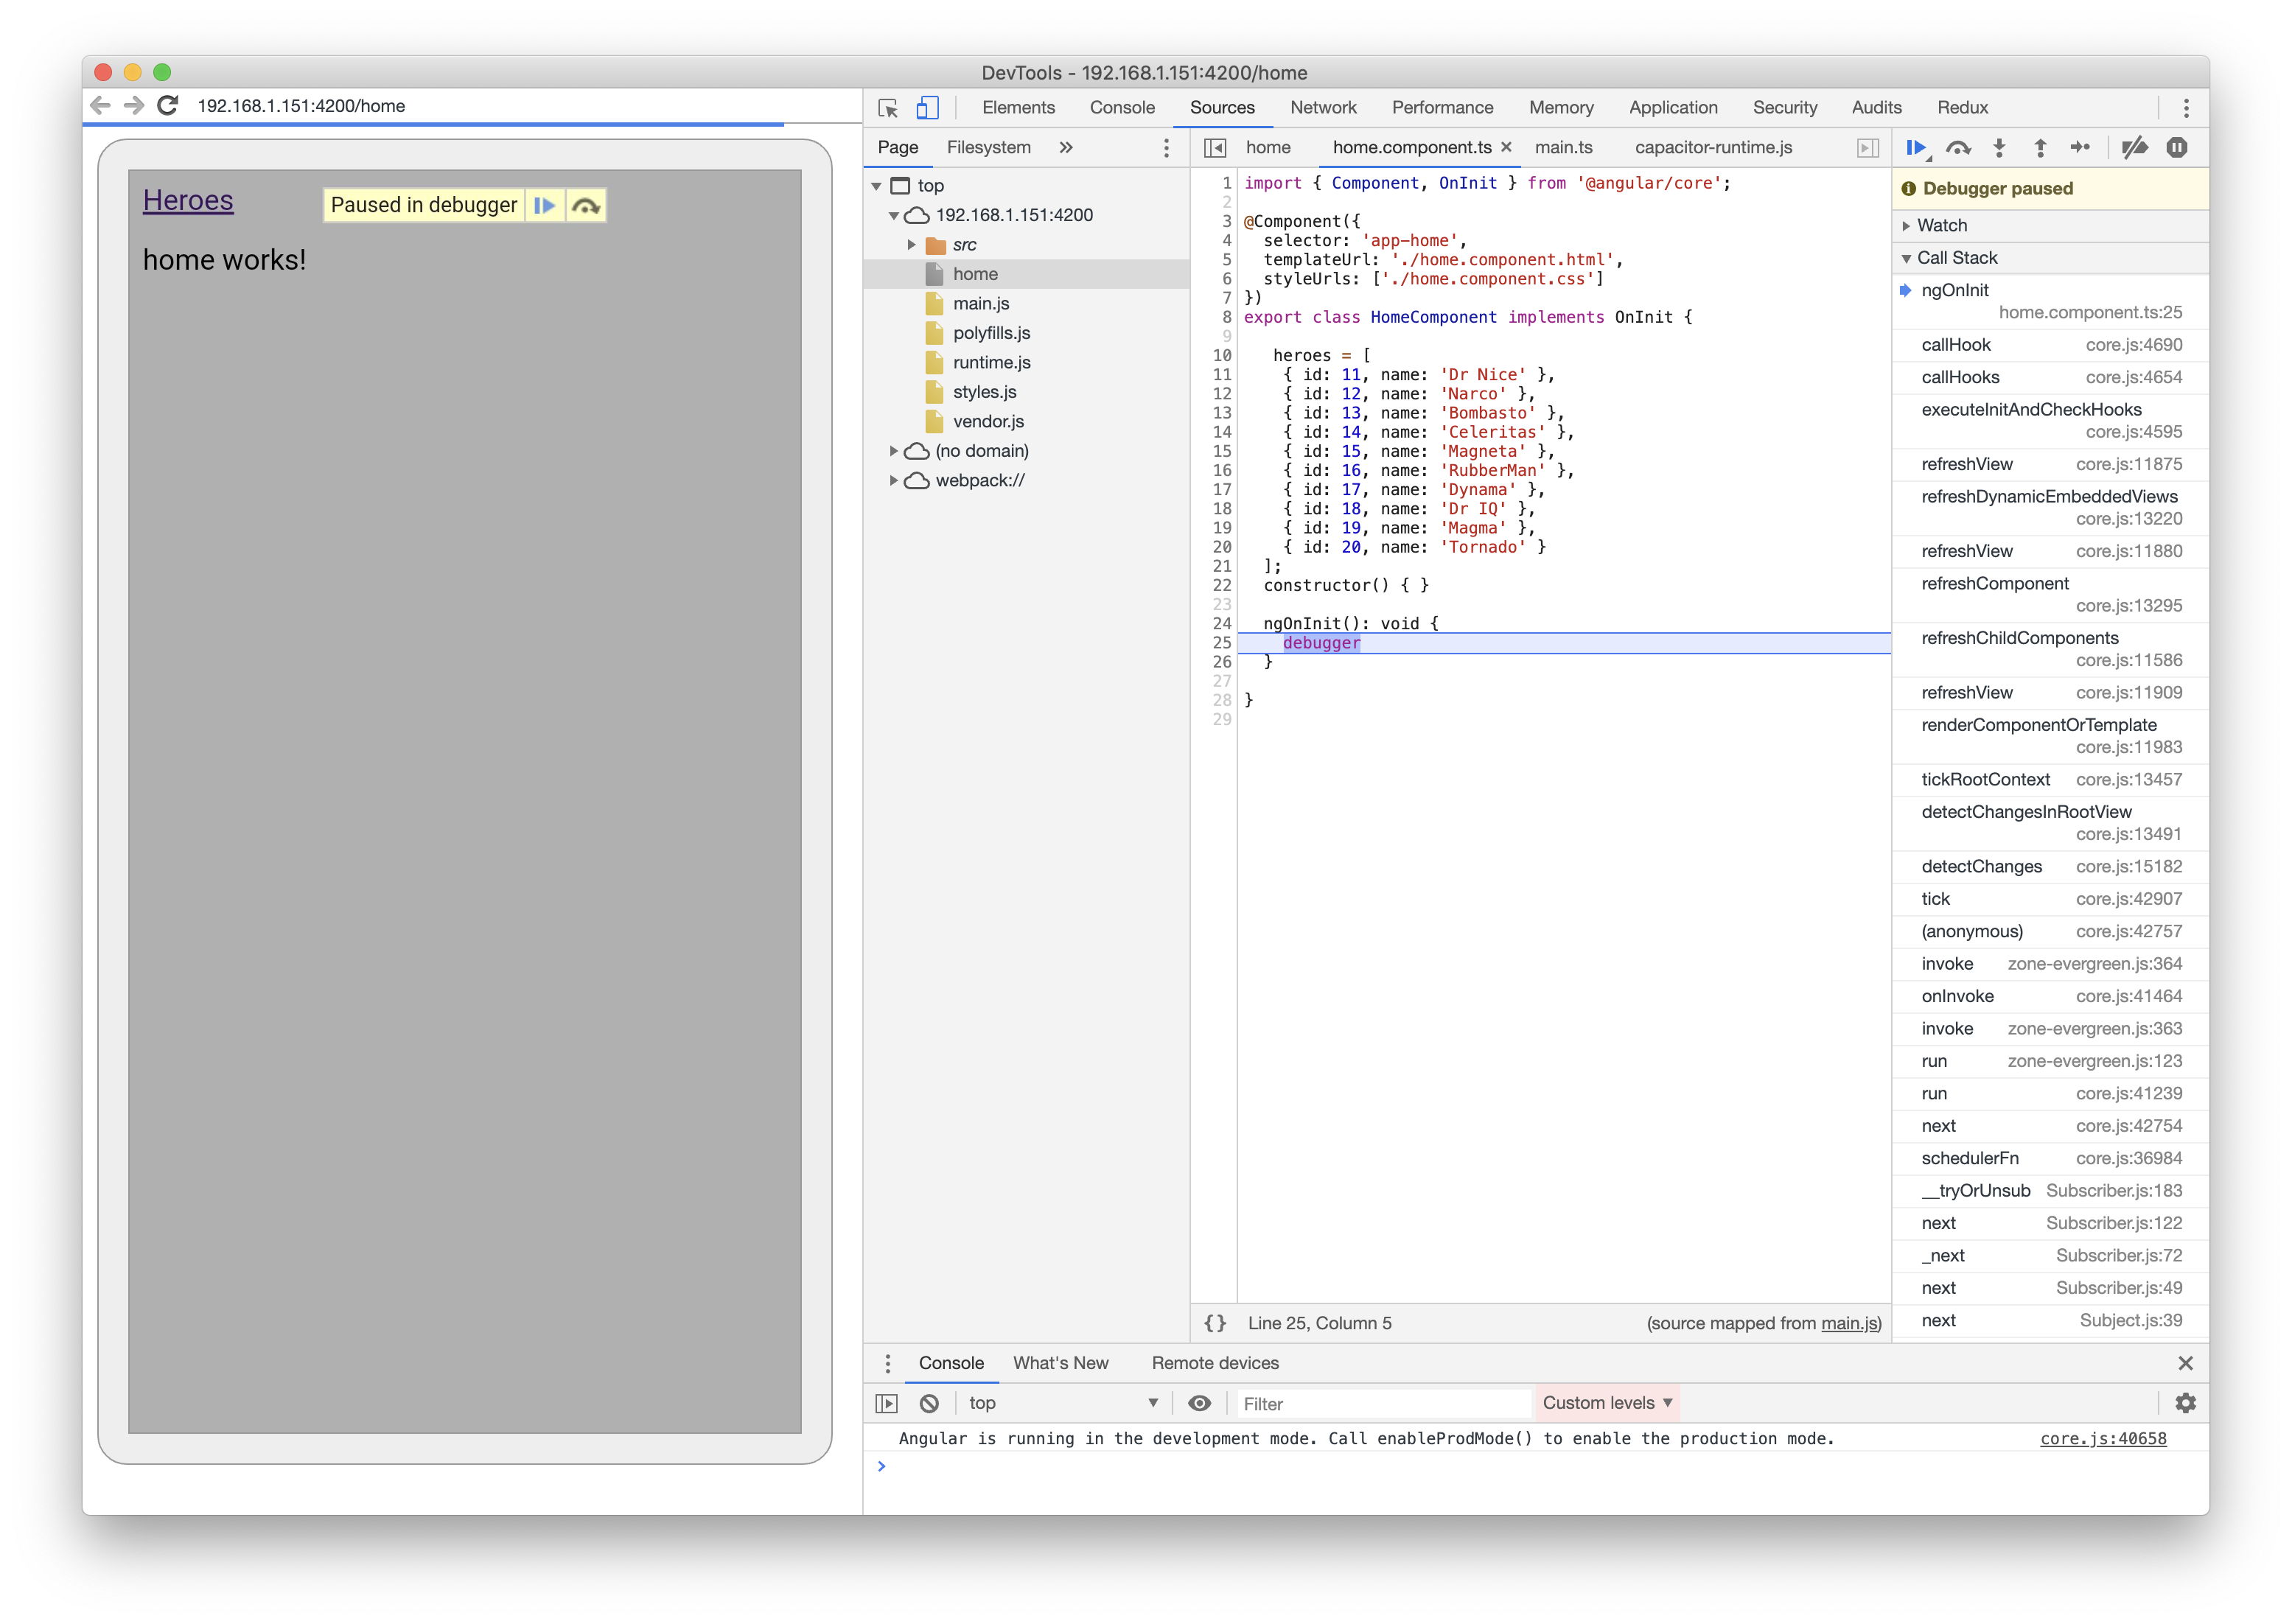 DevTools - 192.168.1.151:4200/home
192.168.1.151:4200/home
Heroes
Paused in debugger
home works!
Elements Console Sources Network Performance Memory Application Security Audits Redux
Page Filesystem
top
192.168.1.151:4200
src
home
main.js
polyfills.js
runtime.js
styles.js
vendor.js
(no domain)
webpack://
home home.component.ts × main.ts capacitor-runtime.js
1 import { Component, OnInit } from '@angular/core';
2
3 @Component({
4 selector: 'app-home',
5 templateUrl: './home.component.html',
6 styleUrls: ['./home.component.css']
7 })
8 export class HomeComponent implements OnInit {
9
10 heroes = [
11 { id: 11, name: 'Dr Nice' },
12 { id: 12, name: 'Narco' },
13 { id: 13, name: 'Bombasto' },
14 { id: 14, name: 'Celeritas' },
15 { id: 15, name: 'Magneta' },
16 { id: 16, name: 'RubberMan' },
17 { id: 17, name: 'Dynama' },
18 { id: 18, name: 'Dr IQ' },
19 { id: 19, name: 'Magma' },
20 { id: 20, name: 'Tornado' }
21 ];
22 constructor() { }
23
24 ngOnInit(): void {
25 debugger
26 }
27
28 }
29
{ } Line 25, Column 5 (source mapped from main.js)
Debugger paused
Watch
Call Stack
ngOnInit
home.component.ts:25
callHook core.js:4690
callHooks core.js:4654
executeInitAndCheckHooks
core.js:4595
refreshView core.js:11875
refreshDynamicEmbeddedViews
core.js:13220
refreshView core.js:11880
refreshComponent
core.js:13295
refreshChildComponents
core.js:11586
refreshView core.js:11909
renderComponentOrTemplate
core.js:11983
tickRootContext core.js:13457
detectChangesInRootView
core.js:13491
detectChanges core.js:15182
tick core.js:42907
(anonymous) core.js:42757
invoke zone-evergreen.js:364
onInvoke core.js:41464
invoke zone-evergreen.js:363
run zone-evergreen.js:123
run core.js:41239
next core.js:42754
schedulerFn core.js:36984
__tryOrUnsub Subscriber.js:183
next Subscriber.js:122
_next Subscriber.js:72
next Subscriber.js:49
next Subject.js:39
Console What's New Remote devices
top Filter Custom levels
Angular is running in the development mode. Call enableProdMode() to enable the production mode. core.js:40658